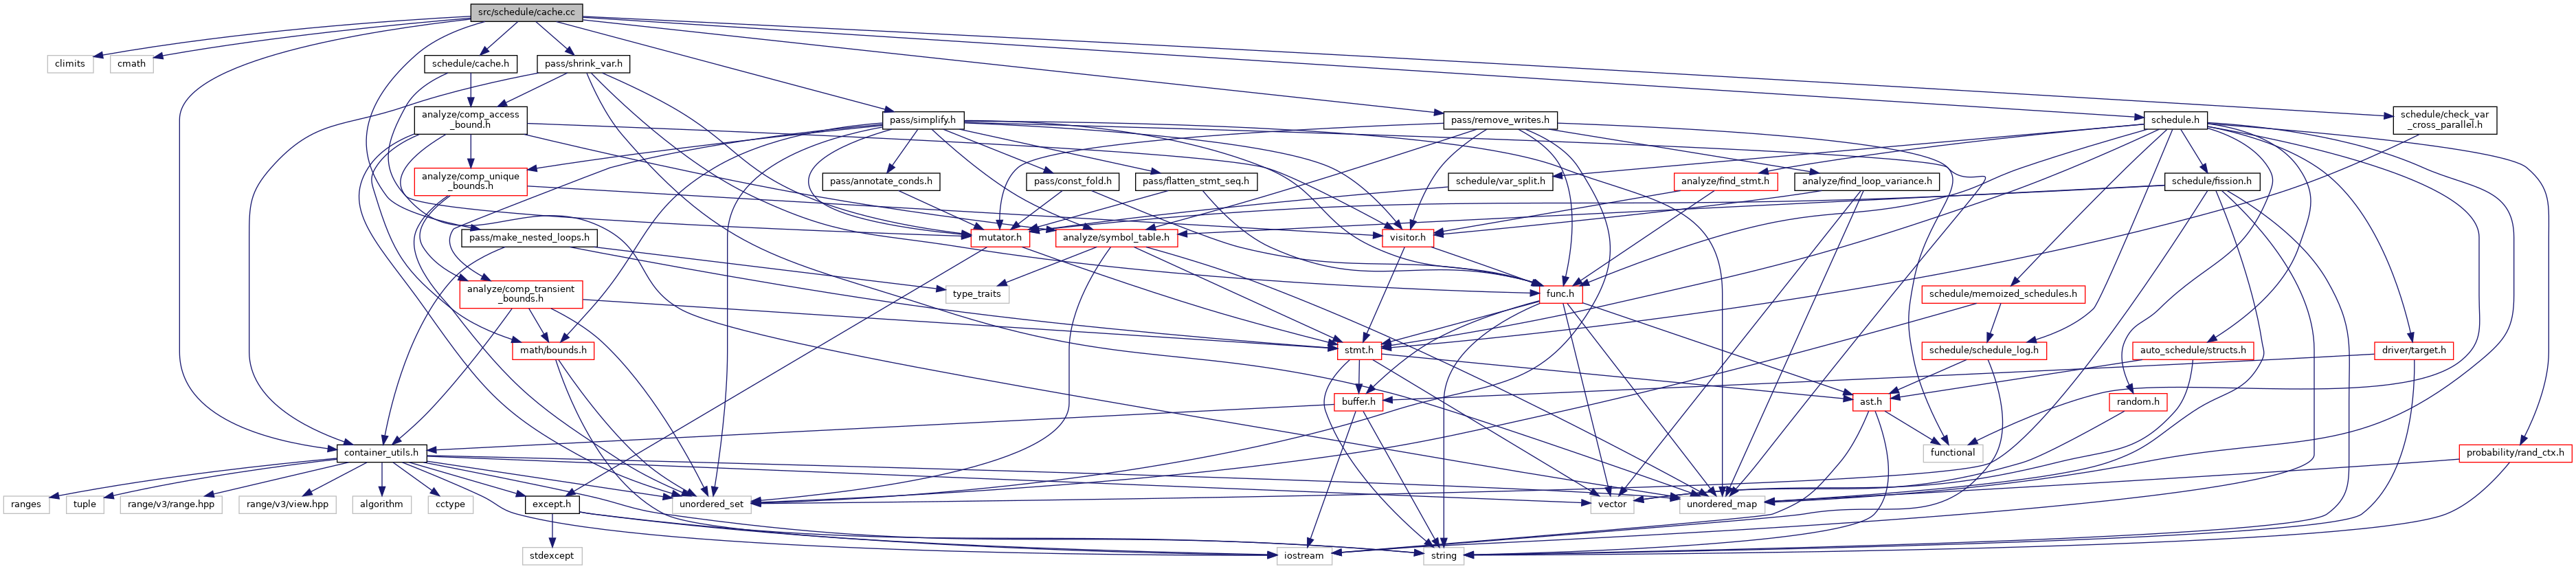 src/schedule/cache.cc
climits
cmath
schedule/cache.h
pass/shrink_var.h
analyze/comp_access
_bound.h
pass/simplify.h
pass/remove_writes.h
schedule.h
schedule/check_var
_cross_parallel.h
analyze/comp_unique
_bounds.h
pass/annotate_conds.h
pass/const_fold.h
pass/flatten_stmt_seq.h
schedule/var_split.h
analyze/find_stmt.h
analyze/find_loop_variance.h
schedule/fission.h
pass/make_nested_loops.h
mutator.h
analyze/symbol_table.h
visitor.h
analyze/comp_transient
_bounds.h
type_traits
func.h
schedule/memoized_schedules.h
math/bounds.h
stmt.h
schedule/schedule_log.h
auto_schedule/structs.h
driver/target.h
buffer.h
ast.h
random.h
container_utils.h
functional
probability/rand_ctx.h
ranges
tuple
range/v3/range.hpp
range/v3/view.hpp
algorithm
cctype
except.h
unordered_set
vector
unordered_map
stdexcept
iostream
string